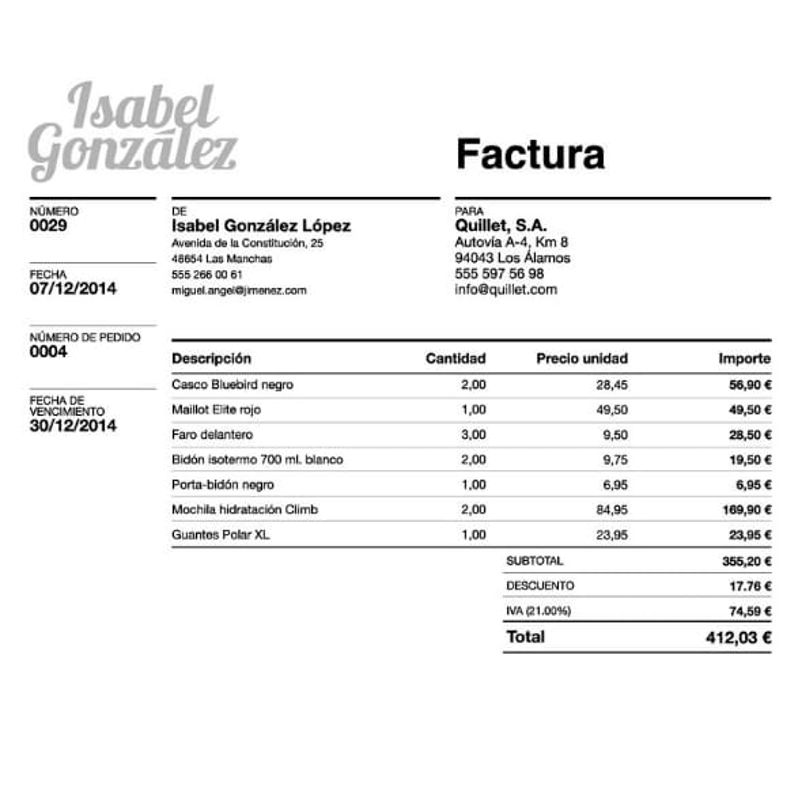 Isabel
González
Factura
NÚMERO
0029
FECHA
07/12/2014
NÚMERO DE PEDIDO
0004
FECHA DE
VENCIMIENTO
30/12/2014
DE
Isabel González López
Avenida de la Constitución, 25
48654 Las Manchas
555 266 00 61
miguel.angel@jimenez.com
PARA
Quillet, S.A.
Autovía A-4, Km 8
94043 Los Álamos
555 597 56 98
info@quillet.com
Descripción Cantidad Precio unidad Importe
Casco Bluebird negro 2,00 28,45 56,90 €
Maillot Elite rojo 1,00 49,50 49,50 €
Faro delantero 3,00 9,50 28,50 €
Bidón isotermo 700 ml. blanco 2,00 9,75 19,50 €
Porta-bidón negro 1,00 6,95 6,95 €
Mochila hidratación Climb 2,00 84,95 169,90 €
Guantes Polar XL 1,00 23,95 23,95 €
SUBTOTAL 355,20 €
DESCUENTO 17.76 €
IVA (21.00%) 74,59 €
Total 412,03 €